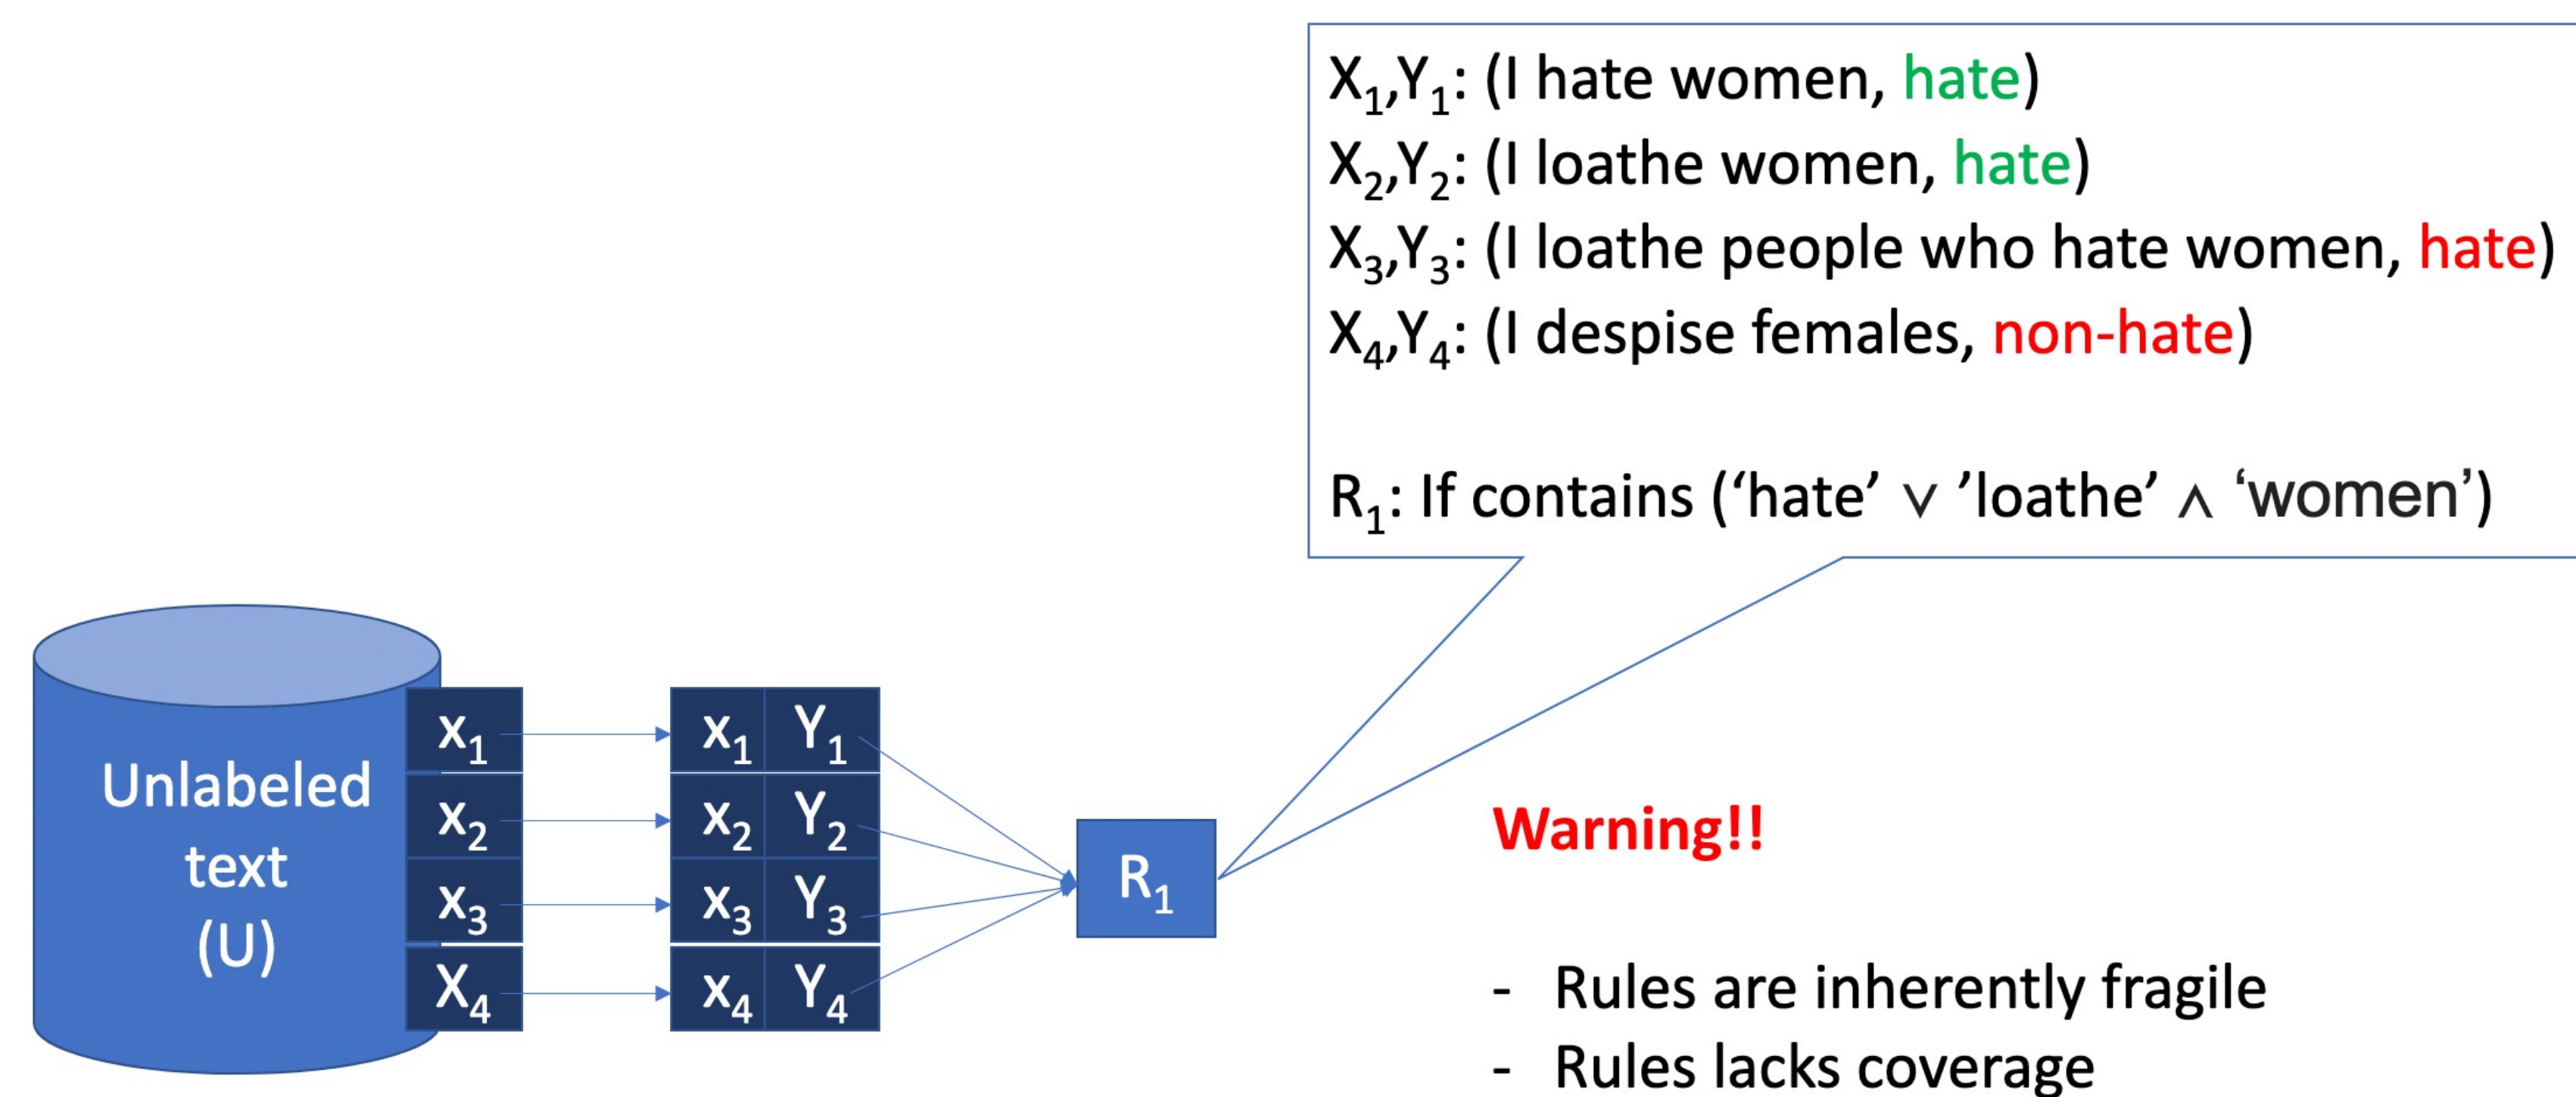 X₁,Y₁: (I hate women, hate)
X₂,Y₂: (I loathe women, hate)
X₃,Y₃: (I loathe people who hate women, hate)
X₄,Y₄: (I despise females, non-hate)
R₁: If contains (‘hate’ ∨ ’loathe’ ∧ ‘women’)
Unlabeled
text
(U)
x₁
x₂
x₃
X₄
x₁ Y₁
x₂ Y₂
x₃ Y₃
x₄ Y₄
R₁
Warning!!
- Rules are inherently fragile
- Rules lacks coverage